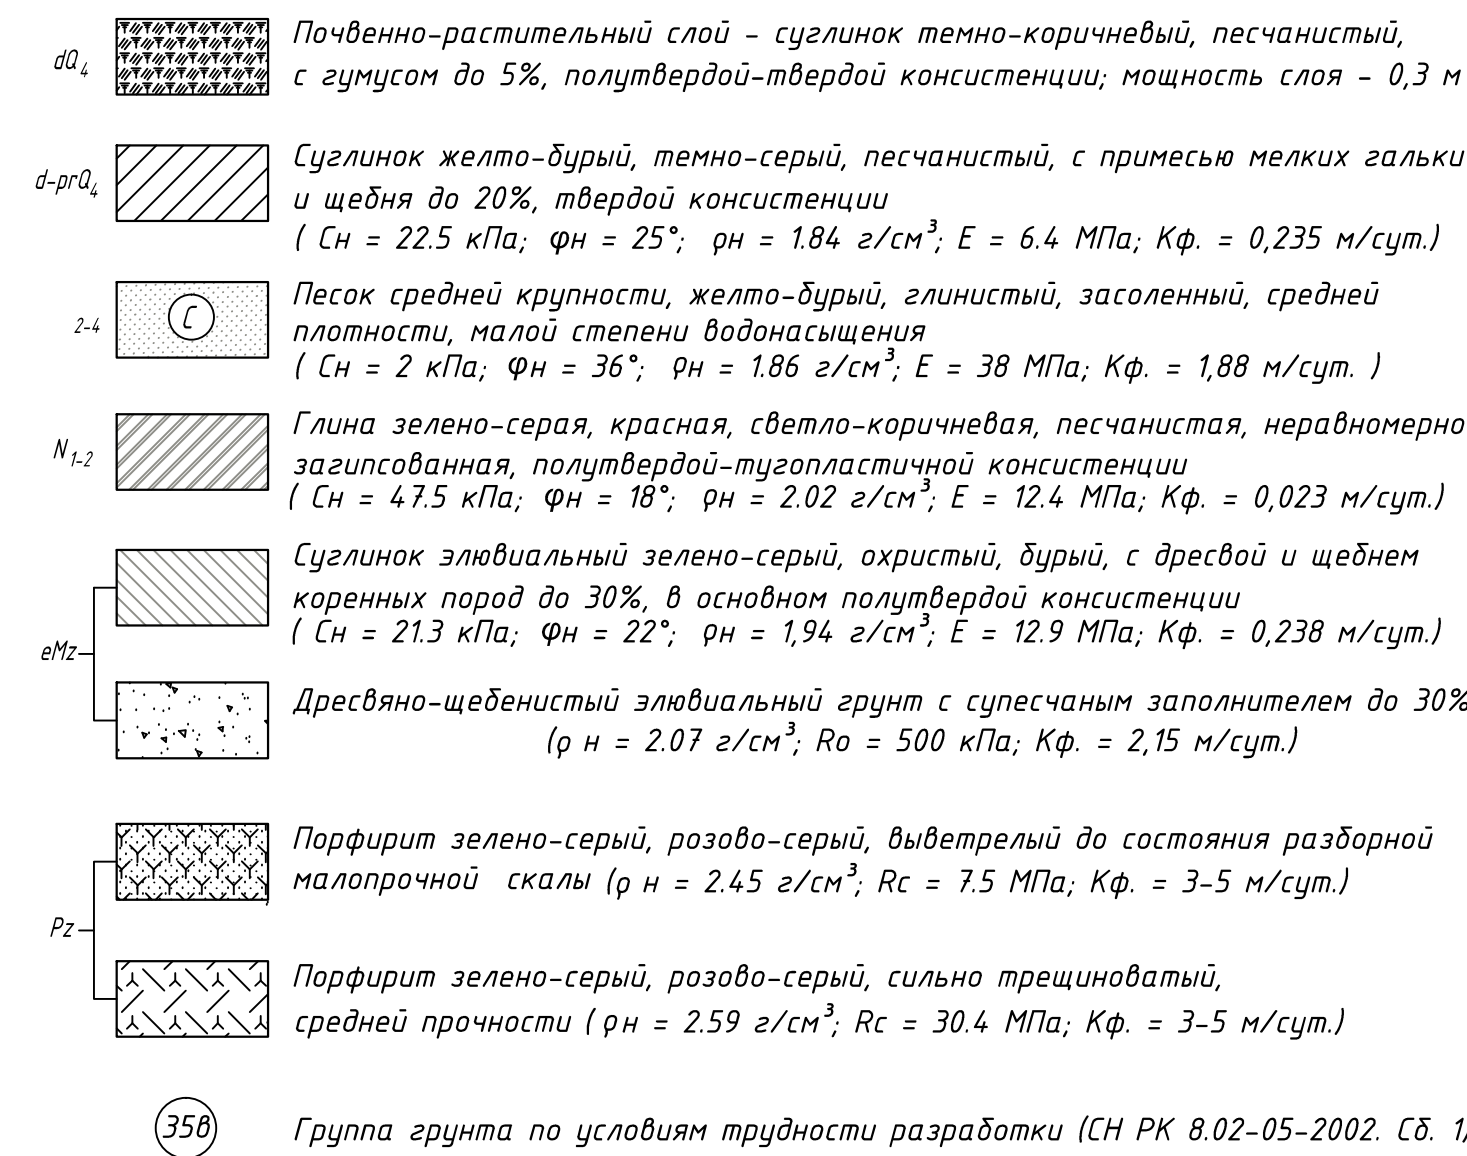 dQ4
Почвенно-растительный слой - суглинок темно-коричневый, песчанистый,
с гумусом до 5%, полутвердой-твердой консистенции; мощность слоя - 0,3 м
d-prQ4
Суглинок желто-бурый, темно-серый, песчанистый, с примесью мелких гальки
и щебня до 20%, твердой консистенции
( Сн = 22.5 кПа; φн = 25°; ρн = 1.84 г/см³; Е = 6.4 МПа; Кф. = 0,235 м/сут.)
2-4
С
Песок средней крупности, желто-бурый, глинистый, засоленный, средней
плотности, малой степени водонасыщения
( Сн = 2 кПа; φн = 36°; ρн = 1.86 г/см³; Е = 38 МПа; Кф. = 1,88 м/сут. )
N1-2
Глина зелено-серая, красная, светло-коричневая, песчанистая, неравномерно
загипсованная, полутвердой-тугопластичной консистенции
( Сн = 47.5 кПа; φн = 18°; ρн = 2.02 г/см³; Е = 12.4 МПа; Кф. = 0,023 м/сут.)
eMz
Суглинок элювиальный зелено-серый, охристый, бурый, с дресвой и щебнем
коренных пород до 30%, в основном полутвердой консистенции
( Сн = 21.3 кПа; φн = 22°; ρн = 1,94 г/см³; Е = 12.9 МПа; Кф. = 0,238 м/сут.)
Дресвяно-щебенистый элювиальный грунт с супесчаным заполнителем до 30%
(ρ н = 2.07 г/см³; Rо = 500 кПа; Кф. = 2,15 м/сут.)
Pz
Порфирит зелено-серый, розово-серый, выветрелый до состояния разборной
малопрочной скалы (ρ н = 2.45 г/см³; Rс = 7.5 МПа; Кф. = 3-5 м/сут.)
Порфирит зелено-серый, розово-серый, сильно трещиноватый,
средней прочности ( ρн = 2.59 г/см³; Rс = 30.4 МПа; Кф. = 3-5 м/сут.)
35в
Группа грунта по условиям трудности разработки (СН РК 8.02-05-2002. Сб. 1)